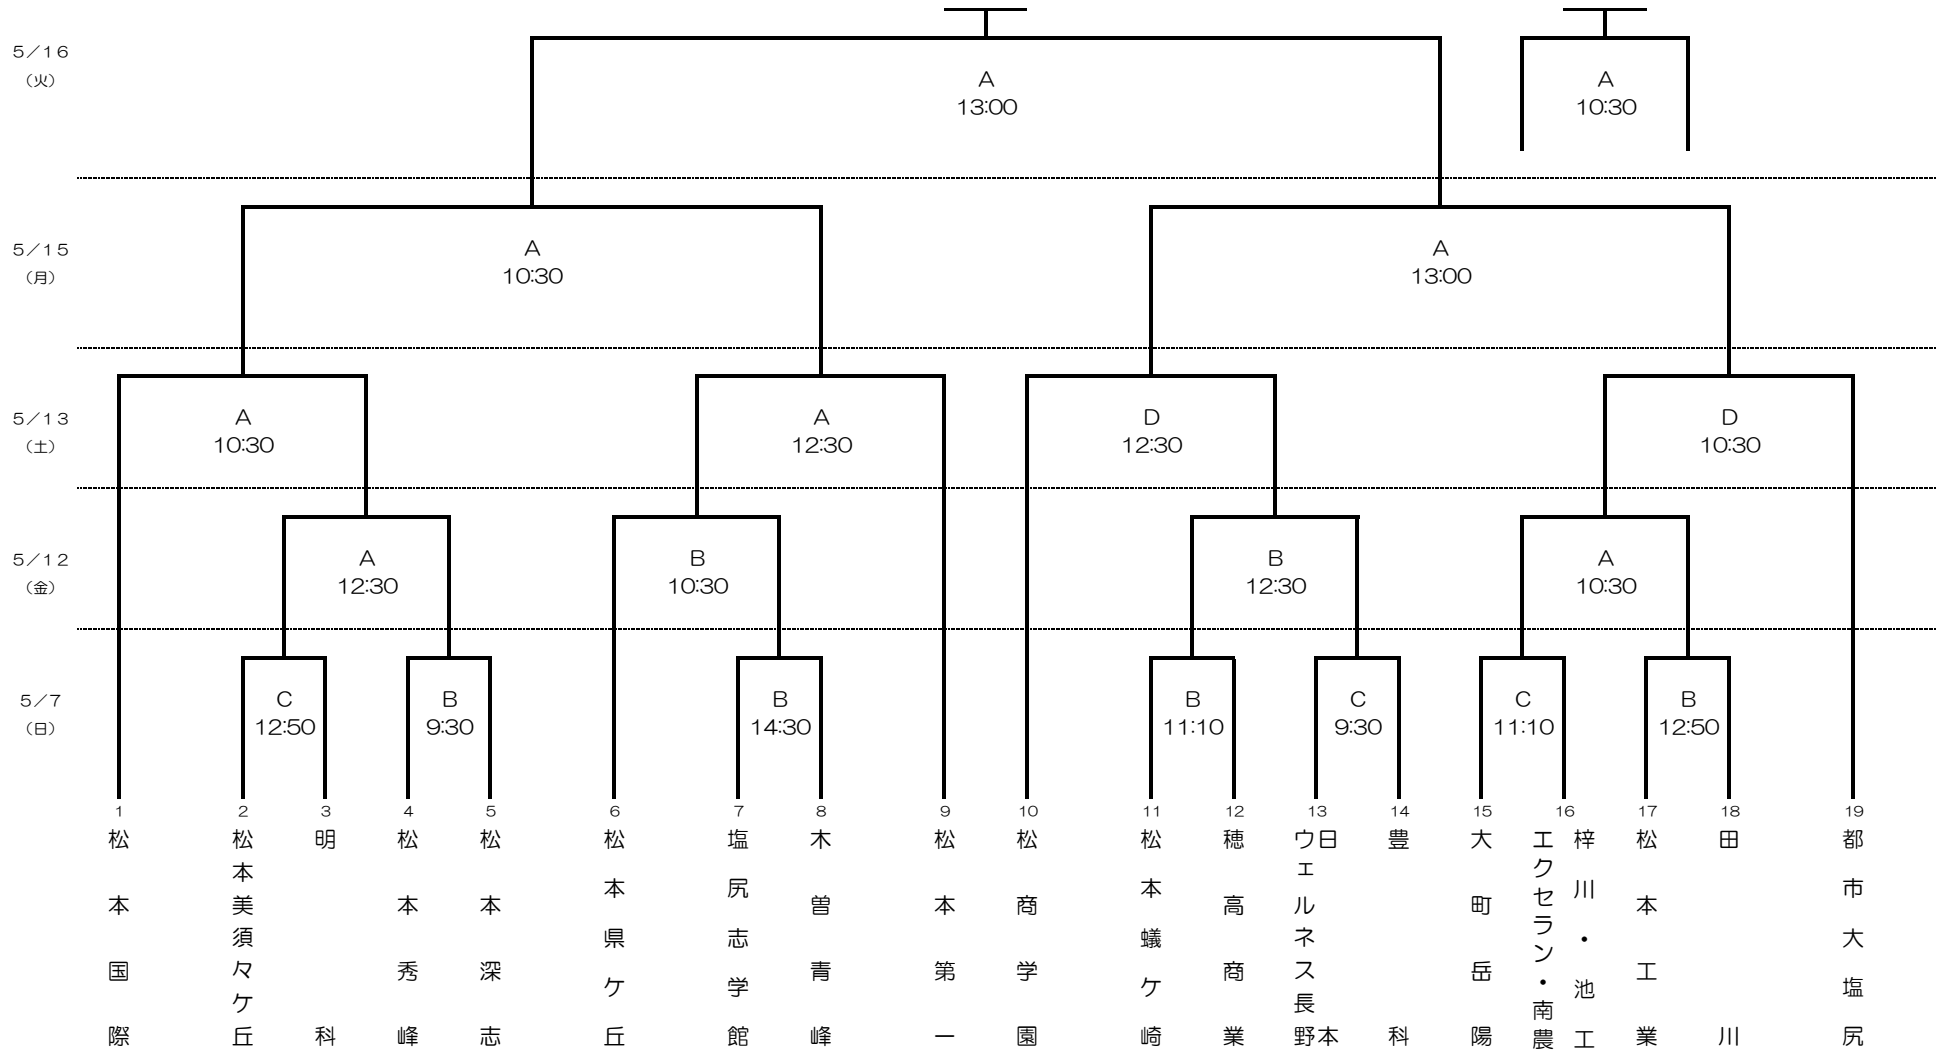 5/16
(火)
A
13:00
A
10:30
5/15
(月)
A
10:30
A
13:00
5/13
(土)
A
10:30
A
12:30
D
12:30
D
10:30
5/12
(金)
A
12:30
B
10:30
B
12:30
A
10:30
5/7
(日)
C
12:50
B
9:30
B
14:30
B
11:10
C
9:30
C
11:10
B
12:50
1
松本国際
2
松本美須々ケ丘
3
明科
4
松本秀峰
5
松本深志
6
松本県ケ丘
7
塩尻志学館
8
木曽青峰
9
松本第一
10
松商学園
11
松本蟻ケ崎
12
穂高商業
13
日本
ウェルネス長野
14
豊科
15
大町岳陽
16
梓川・池工
エクセラン・南農
17
松本工業
18
田川
19
都市大塩尻